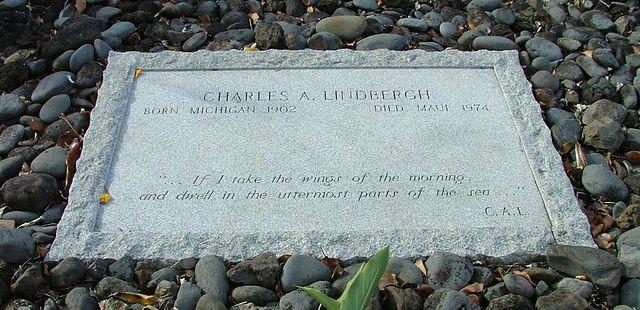 CHARLES A. LINDBERGH
BORN MICHIGAN 1902 DIED MAUI 1974
"... If I take the wings of the morning,
and dwell in the uttermost parts of the sea ..."
C.A.L.